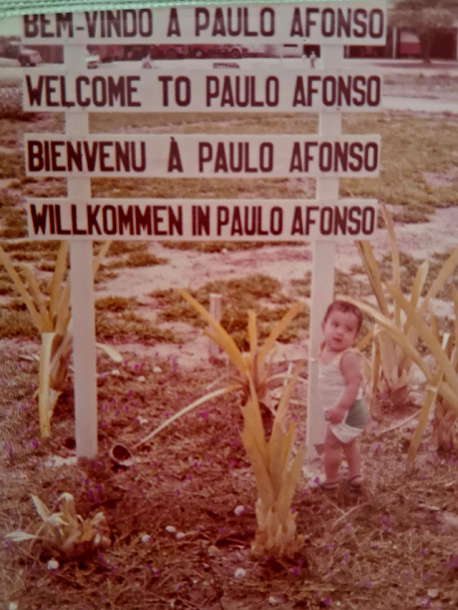 BEM-VINDO À PAULO AFONSO
WELCOME TO PAULO AFONSO
BIENVENU À PAULO AFONSO
WILLKOMMEN IN PAULO AFONSO